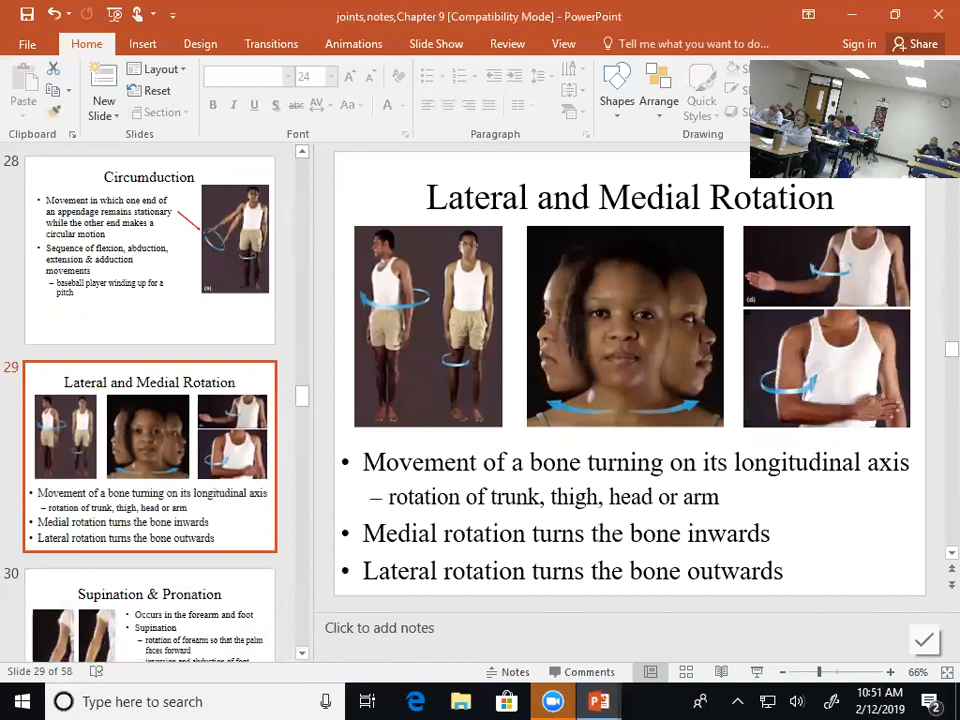 joints,notes,Chapter 9 [Compatibility Mode] - PowerPoint
File Home Insert Design Transitions Animations Slide Show Review View Tell me what you want to do... Sign in Share
Paste
Clipboard
New
Slide
Layout
Reset
Section
Slides
24
B I U S abc AV Aa A
Font
Paragraph
Shapes Arrange Quick
Styles
Drawing
28
Circumduction
• Movement in which one end of
an appendage remains stationary
while the other end makes a
circular motion
• Sequence of flexion, abduction,
extension & adduction
movements
– baseball player winding up for a
pitch
29
Lateral and Medial Rotation
• Movement of a bone turning on its longitudinal axis
– rotation of trunk, thigh, head or arm
• Medial rotation turns the bone inwards
• Lateral rotation turns the bone outwards
30
Supination & Pronation
• Occurs in the forearm and foot
• Supination
– rotation of forearm so that the palm
faces forward
Lateral and Medial Rotation
(d)
• Movement of a bone turning on its longitudinal axis
– rotation of trunk, thigh, head or arm
• Medial rotation turns the bone inwards
• Lateral rotation turns the bone outwards
Click to add notes
Slide 29 of 58
Notes Comments 66%
Type here to search
10:51 AM
2/12/2019
2